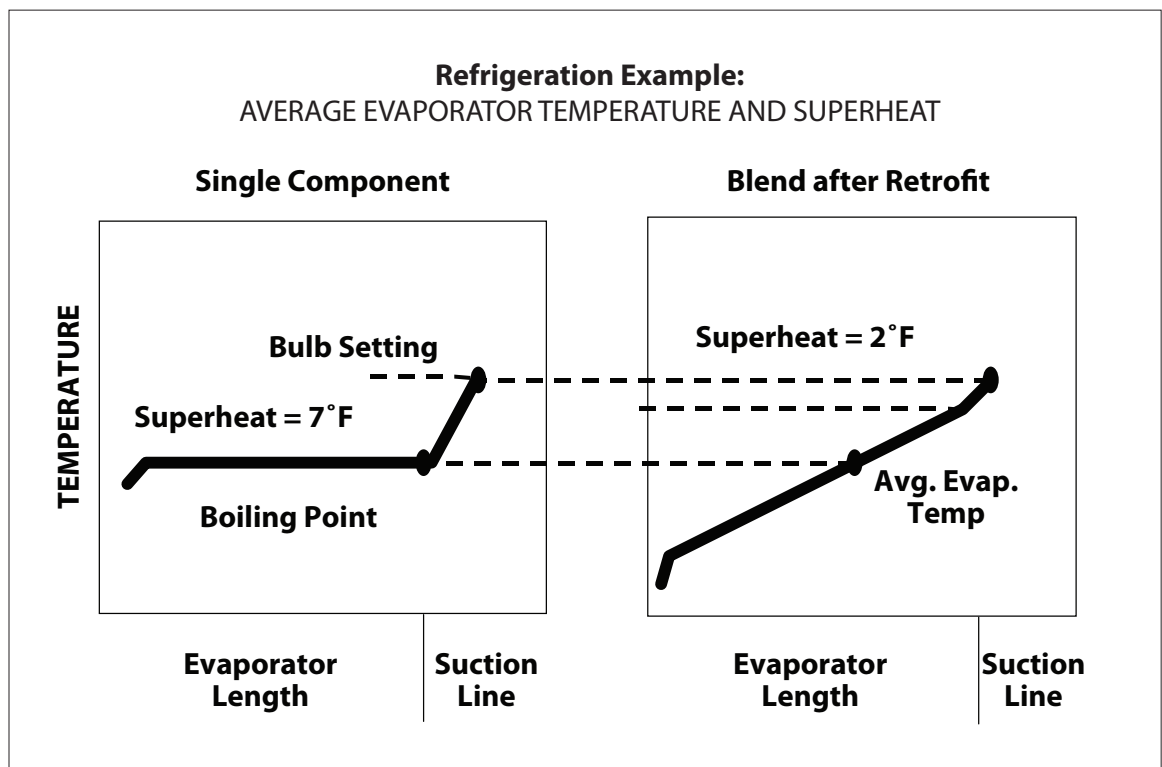 Refrigeration Example:
AVERAGE EVAPORATOR TEMPERATURE AND SUPERHEAT
Single Component
Blend after Retrofit
TEMPERATURE
Bulb Setting
Superheat = 7˚F
Boiling Point
Superheat = 2˚F
Avg. Evap.
Temp
Evaporator
Length
Suction
Line
Evaporator
Length
Suction
Line